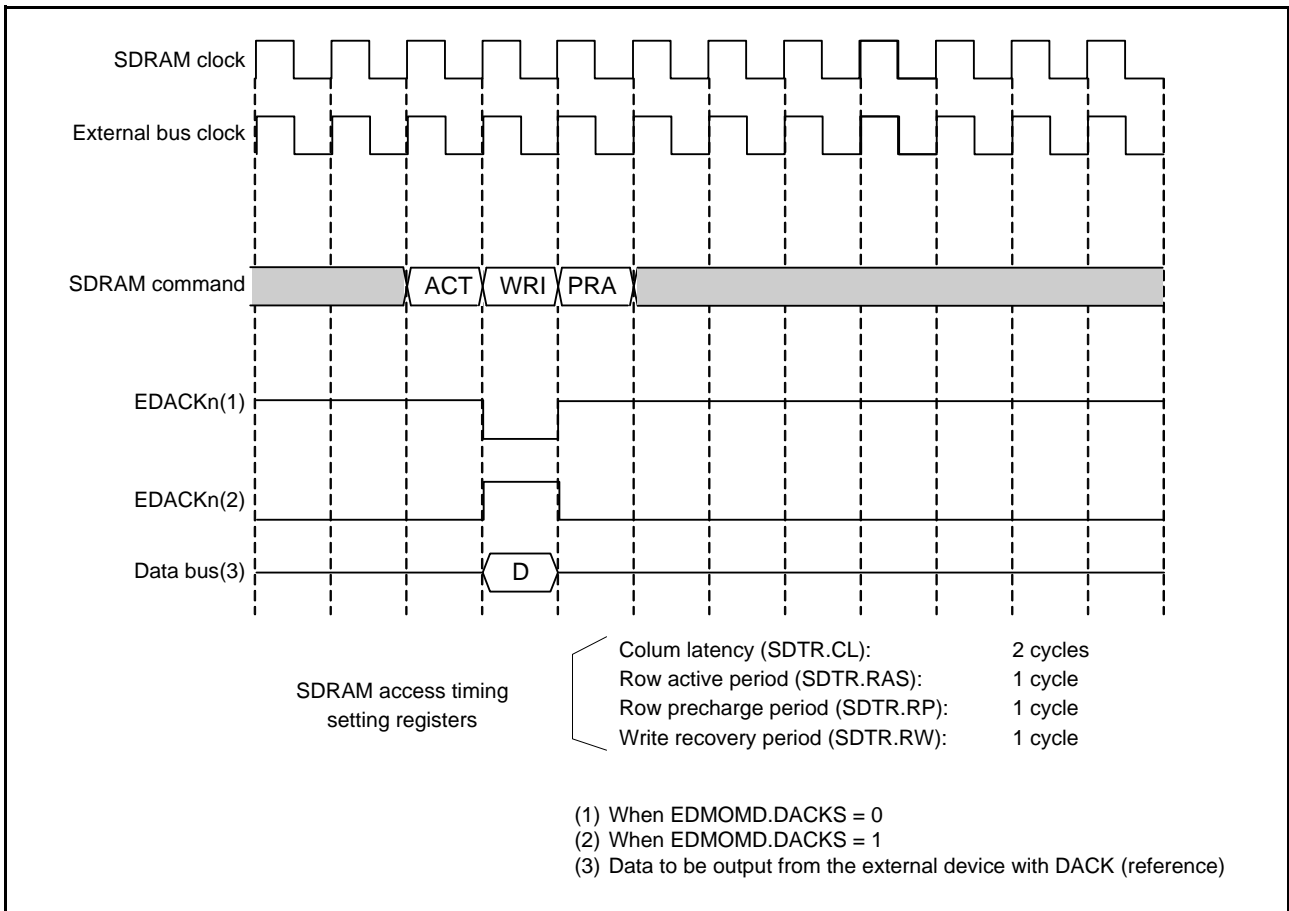 SDRAM clock
External bus clock
SDRAM command
ACT WRI PRA
EDACKn(1)
EDACKn(2)
Data bus(3)
D
SDRAM access timing
setting registers
Colum latency (SDTR.CL): 2 cycles
Row active period (SDTR.RAS): 1 cycle
Row precharge period (SDTR.RP): 1 cycle
Write recovery period (SDTR.RW): 1 cycle
(1) When EDMOMD.DACKS = 0
(2) When EDMOMD.DACKS = 1
(3) Data to be output from the external device with DACK (reference)